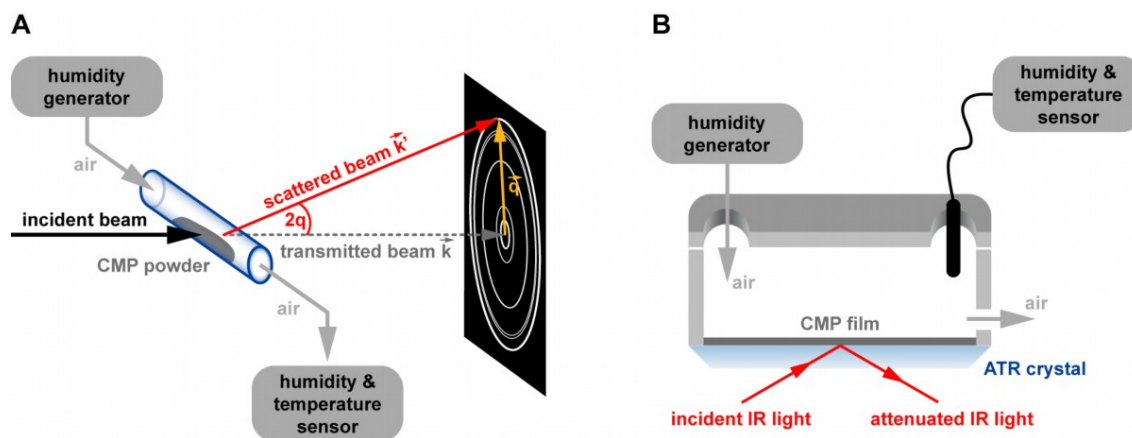 A
humidity
generator
air
incident beam
CMP powder
scattered beam k⃗'
2q
transmitted beam k⃗
q⃗
air
humidity &
temperature
sensor
B
humidity
generator
humidity &
temperature
sensor
air
air
CMP film
ATR crystal
incident IR light
attenuated IR light